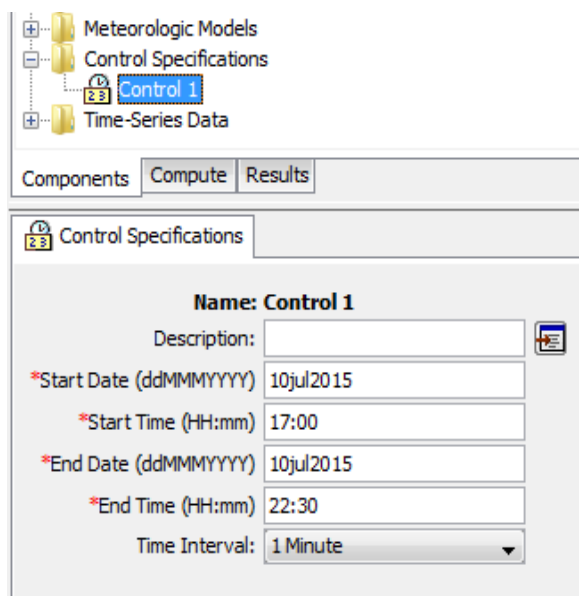 Meteorologic Models
Control Specifications
Control 1
Time-Series Data
Components Compute Results
Control Specifications
Name: Control 1
Description:
*Start Date (ddMMMYYYY) 10jul2015
*Start Time (HH:mm) 17:00
*End Date (ddMMMYYYY) 10jul2015
*End Time (HH:mm) 22:30
Time Interval: 1 Minute